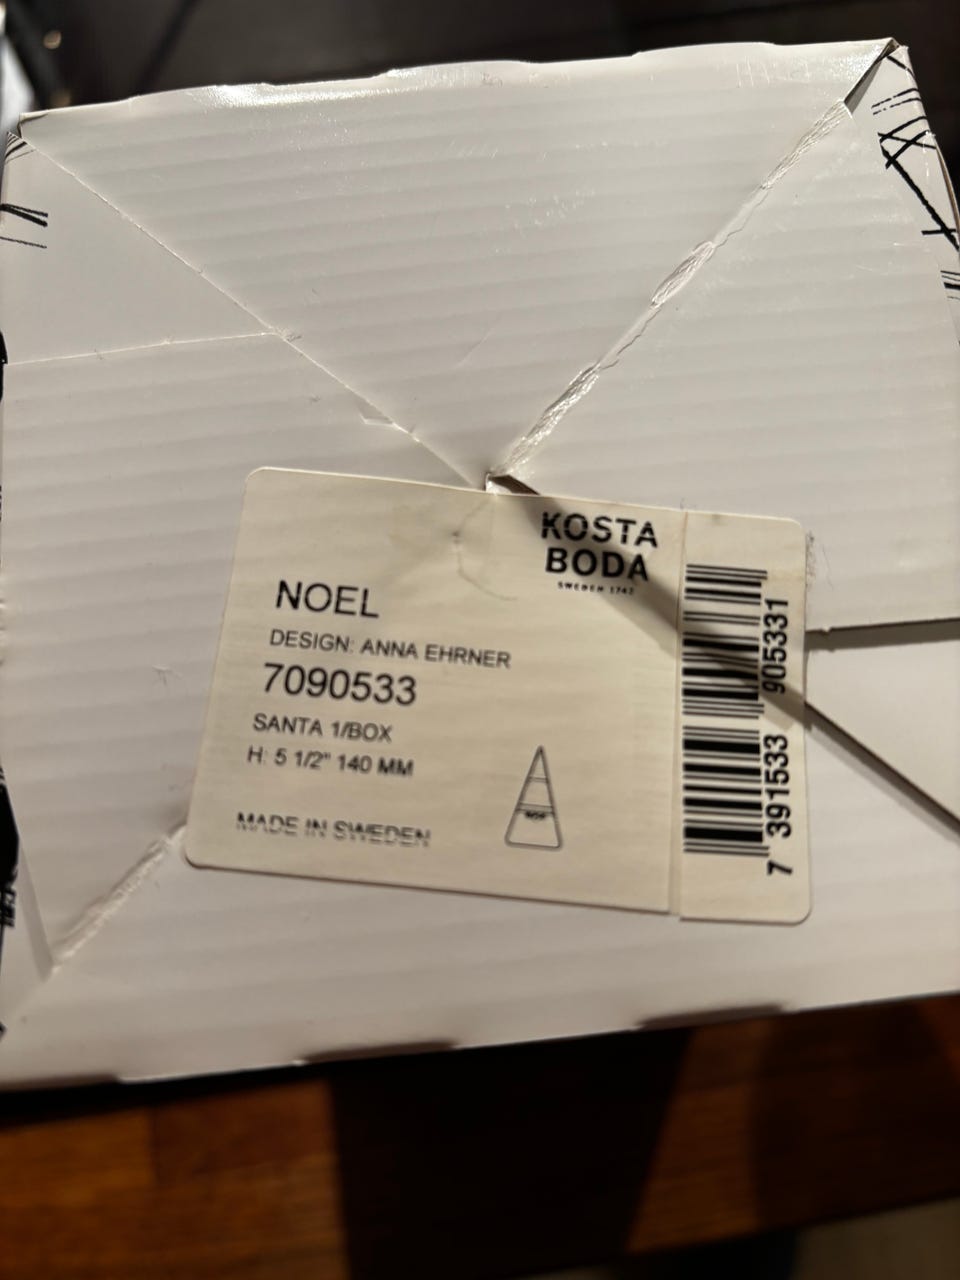 KOSTA
BODA
SWEDEN 1742
NOEL
DESIGN: ANNA EHRNER
7090533
SANTA 1/BOX
H: 5 1/2" 140 MM
MADE IN SWEDEN
7 391533 905331